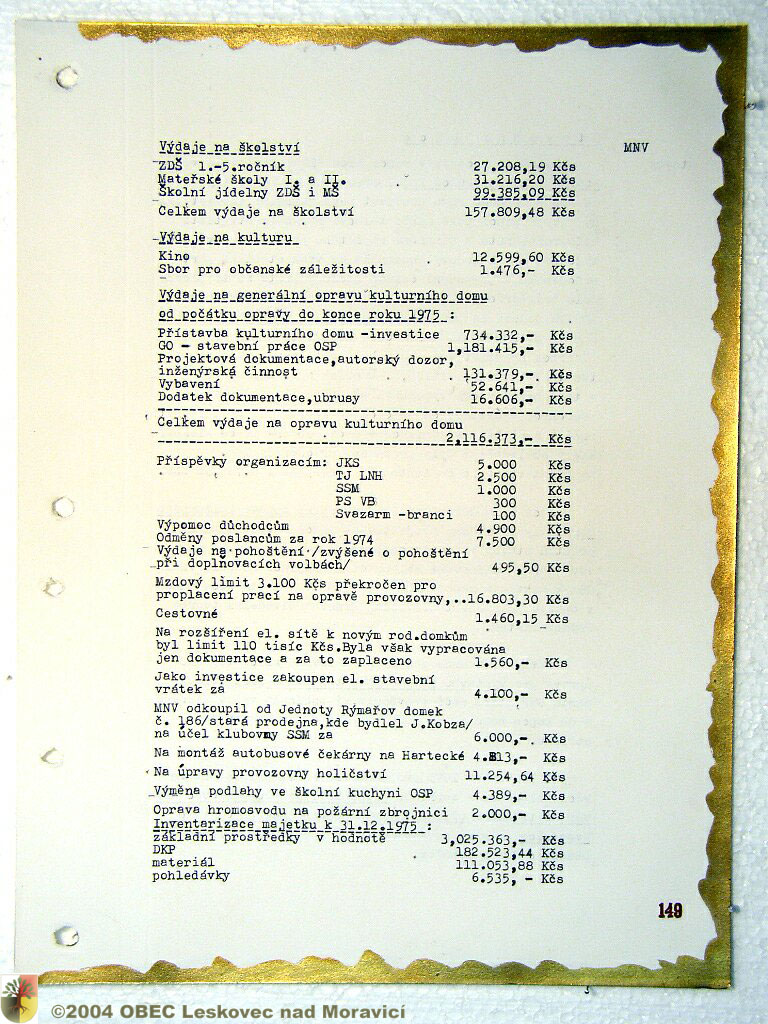 Výdaje na školství MNV
ZDŠ 1.-5.ročník 27.208,19 Kčs
Mateřské školy I. a II. 31.216,20 Kčs
Školní jídelny ZDŠ i MŠ 99.385,09 Kčs
Celkem výdaje na školství 157.809,48 Kčs
Výdaje na kulturu
Kino 12.599,60 Kčs
Sbor pro občanské záležitosti 1.476,- Kčs
Výdaje na generální opravu kulturního domu
od počátku opravy do konce roku 1975 :
Přístavba kulturního domu -investice 734.332,- Kčs
GO - stavební práce OSP 1,181.415,- Kčs
Projektová dokumentace,autorský dozor,
inženýrská činnost 131.379,- Kčs
Vybavení 52.641,- Kčs
Dodatek dokumentace,ubrusy 16.606,- Kčs
Celkem výdaje na opravu kulturního domu
2,116.373,- Kčs
Příspěvky organizacím: JKS 5.000 Kčs
TJ LNH 2.500 Kčs
SSM 1.000 Kčs
PS VB 300 Kčs
Svazarm -branci 100 Kčs
Výpomoc důchodcům 4.900 Kčs
Odměny poslancům za rok 1974 7.500 Kčs
Výdaje na pohoštění /zvýšené o pohoštění
při doplňovacích volbách/ 495,50 Kčs
Mzdový limit 3.100 Kčs překročen pro
proplacení prací na opravě provozovny,..16.803,30 Kčs
Cestovné 1.460,15 Kčs
Na rozšíření el. sítě k novým rod.domkům
byl limit 110 tisíc Kčs.Byla však vypracována
jen dokumentace a za to zaplaceno 1.560,- Kčs
Jako investice zakoupen el. stavební
vrátek za 4.100,- Kčs
MNV odkoupil od Jednoty Rýmařov domek
č. 186/stará prodejna,kde bydlel J.Kobza/
na účel klubovny SSM za 6.000,- Kčs
Na montáž autobusové čekárny na Hartecké 4.813,- Kčs
Na úpravy provozovny holičství 11.254,64 Kčs
Výměna podlahy ve školní kuchyni OSP 4.389,- Kčs
Oprava hromosvodu na požární zbrojnici 2.000,- Kčs
Inventarizace majetku k 31.12.1975 :
základní prostředky v hodnotě 3,025.363,- Kčs
DKP 182.523,44 Kčs
materiál 111.053,88 Kčs
pohledávky 6.535, - Kčs
149
©2004 OBEC Leskovec nad Moravicí